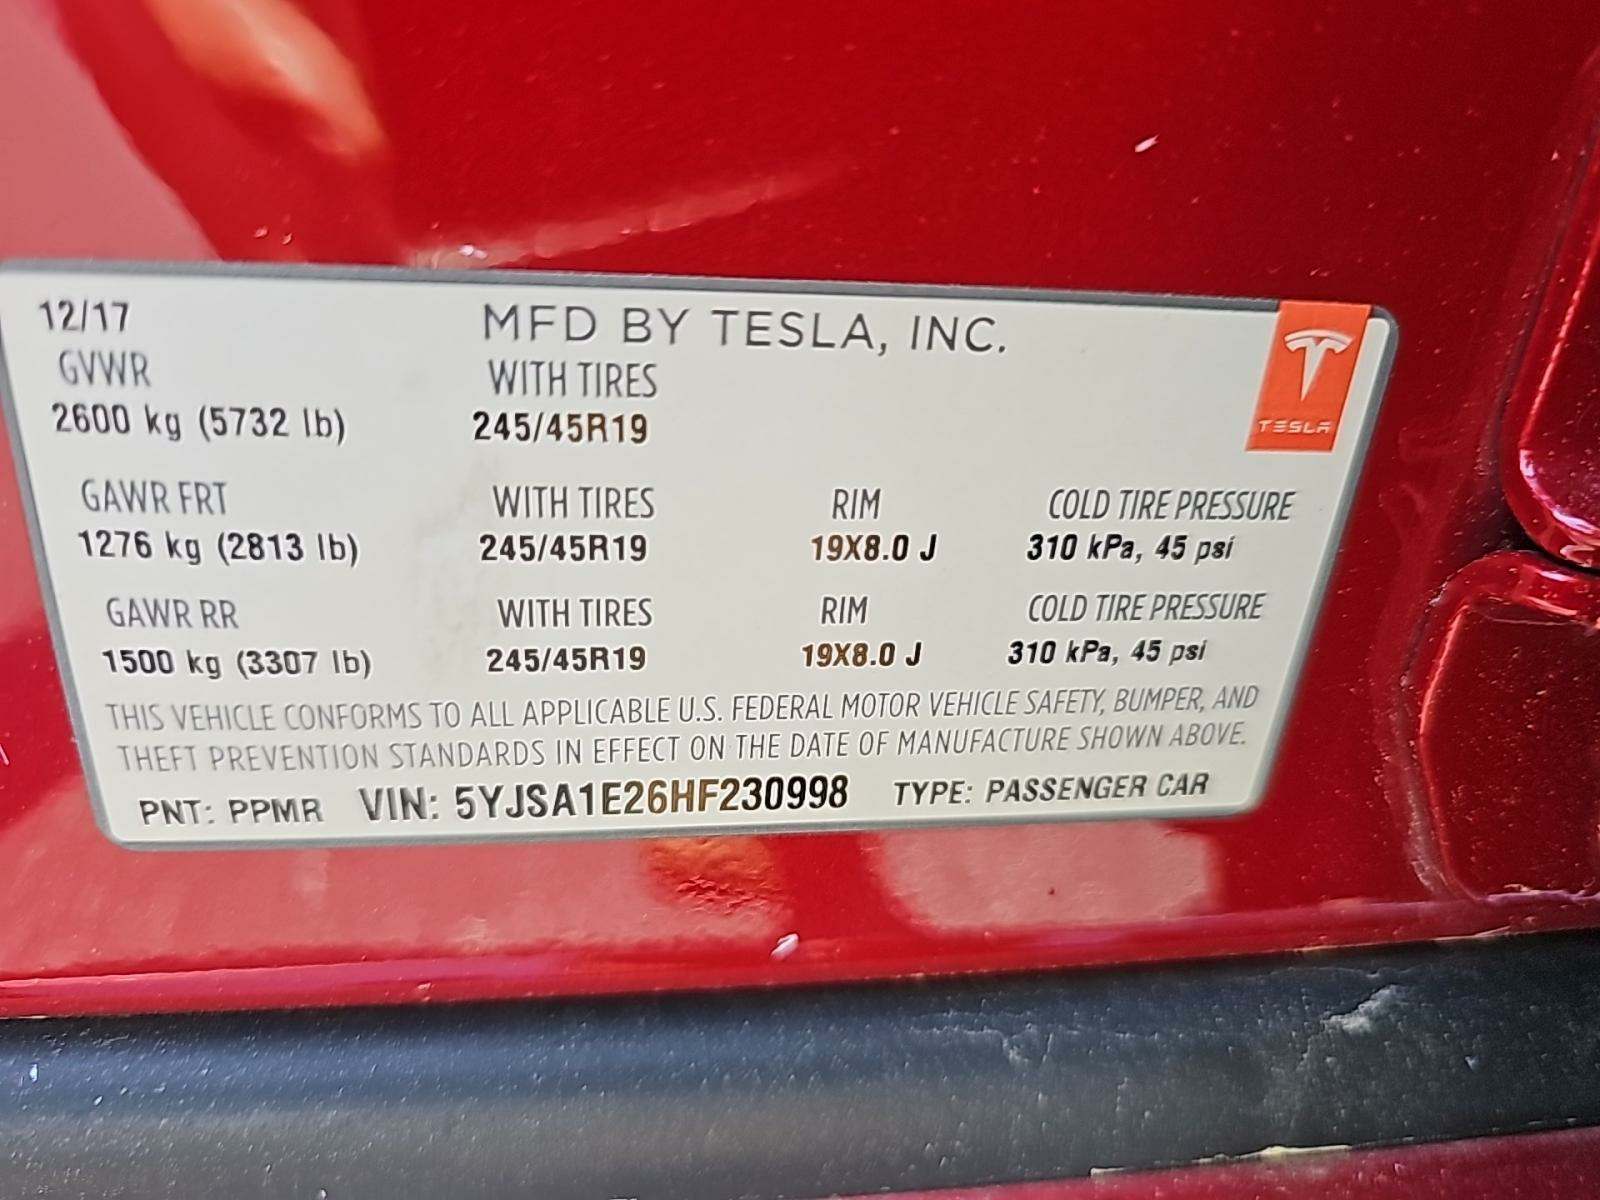 12/17 MFD BY TESLA, INC.
GVWR WITH TIRES
2600 kg (5732 lb) 245/45R19
TESLA
GAWR FRT WITH TIRES RIM COLD TIRE PRESSURE
1276 kg (2813 lb) 245/45R19 19X8.0 J 310 kPa, 45 psi
GAWR RR WITH TIRES RIM COLD TIRE PRESSURE
1500 kg (3307 lb) 245/45R19 19X8.0 J 310 kPa, 45 psi
THIS VEHICLE CONFORMS TO ALL APPLICABLE U.S. FEDERAL MOTOR VEHICLE SAFETY, BUMPER, AND
THEFT PREVENTION STANDARDS IN EFFECT ON THE DATE OF MANUFACTURE SHOWN ABOVE.
PNT: PPMR VIN: 5YJSA1E26HF230998 TYPE: PASSENGER CAR